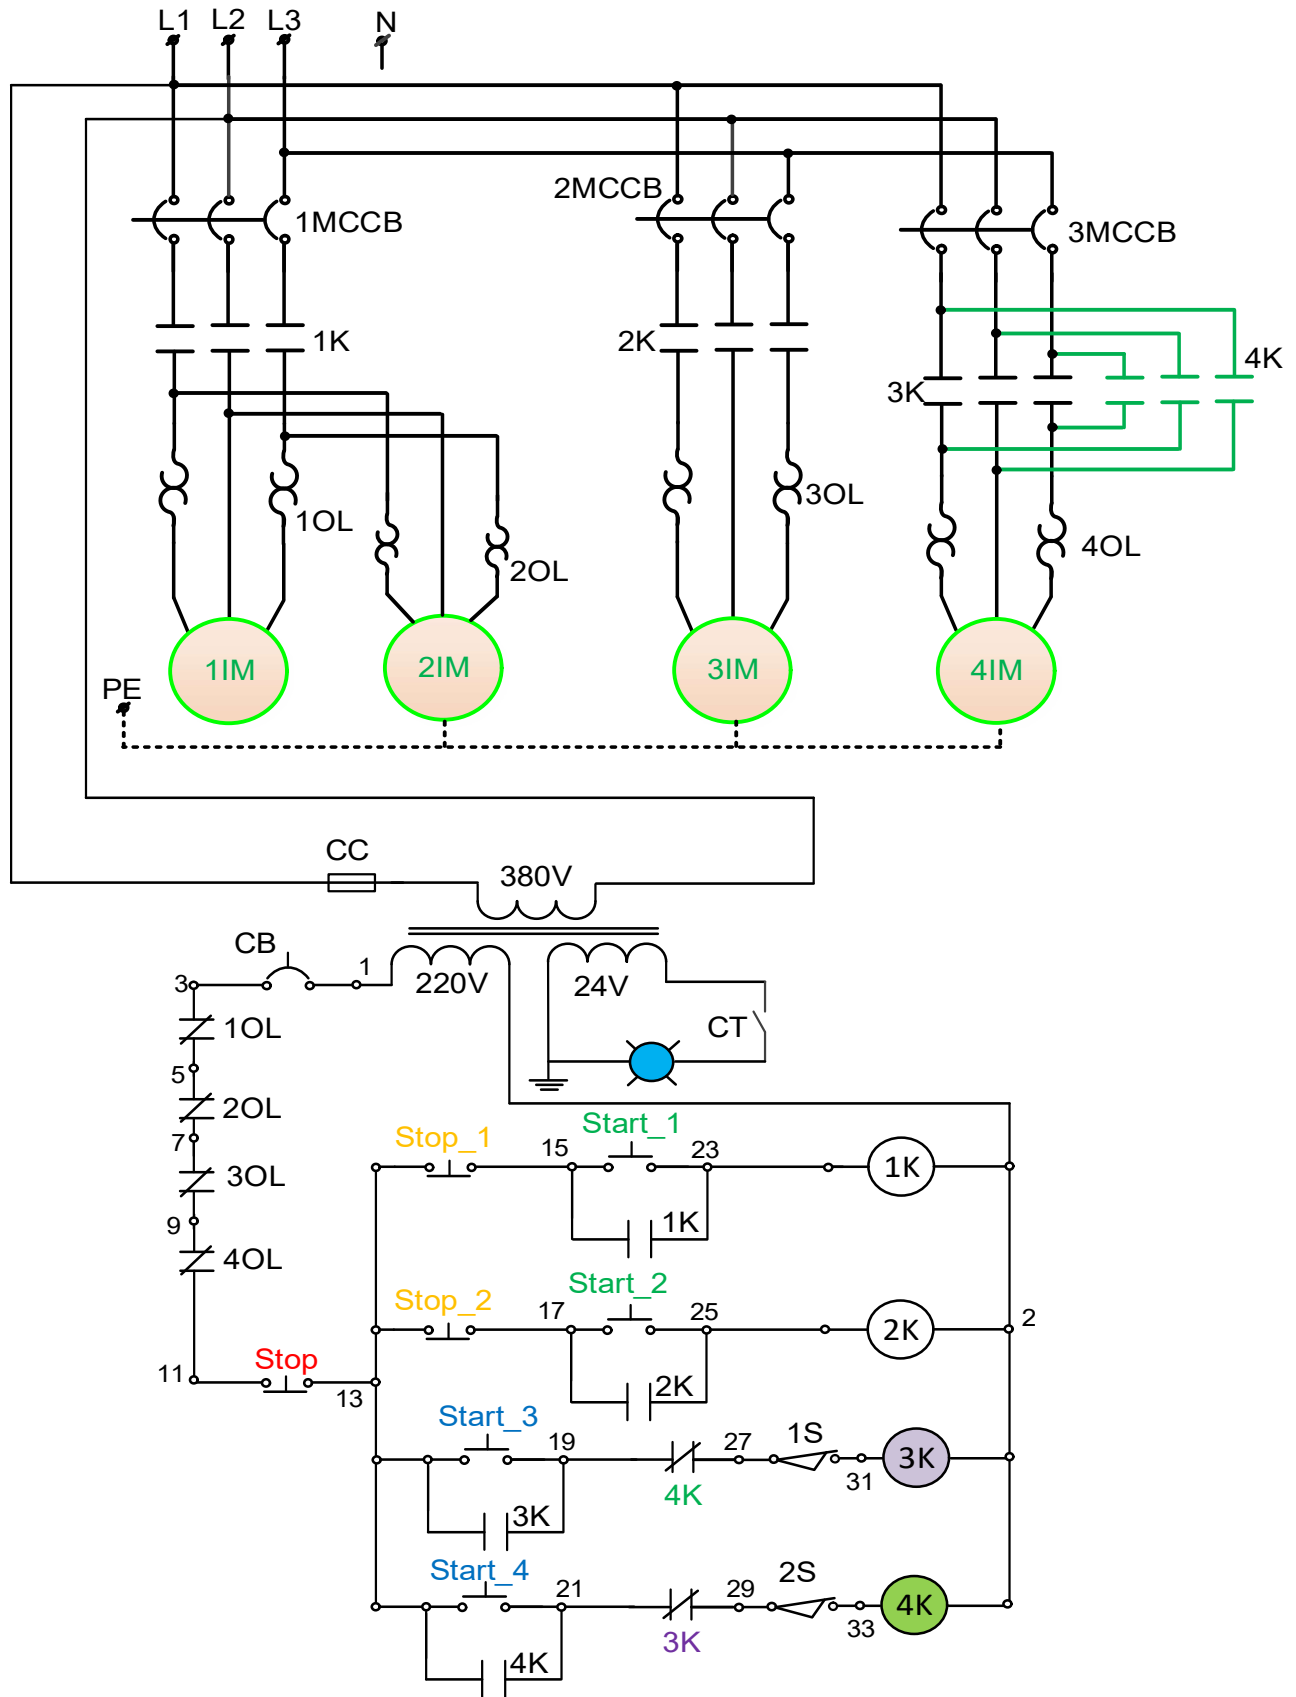 L1 L2 L3 N
2MCCB
1MCCB 3MCCB
1K 2K 4K
3K
3OL
1OL 4OL
2OL
1IM 2IM 3IM 4IM
PE
CC 380V
CB 1
3 220V 24V
1OL CT
5
2OL Start_1
7 Stop_1 15 23
3OL 1K
9 1K
4OL Start_2
Stop_2 17 25 2
2K
Stop
11 13 2K
Start_3 19 27 1S
3K
31
4K
3K
Start_4 21 29 2S
4K
33
3K
4K